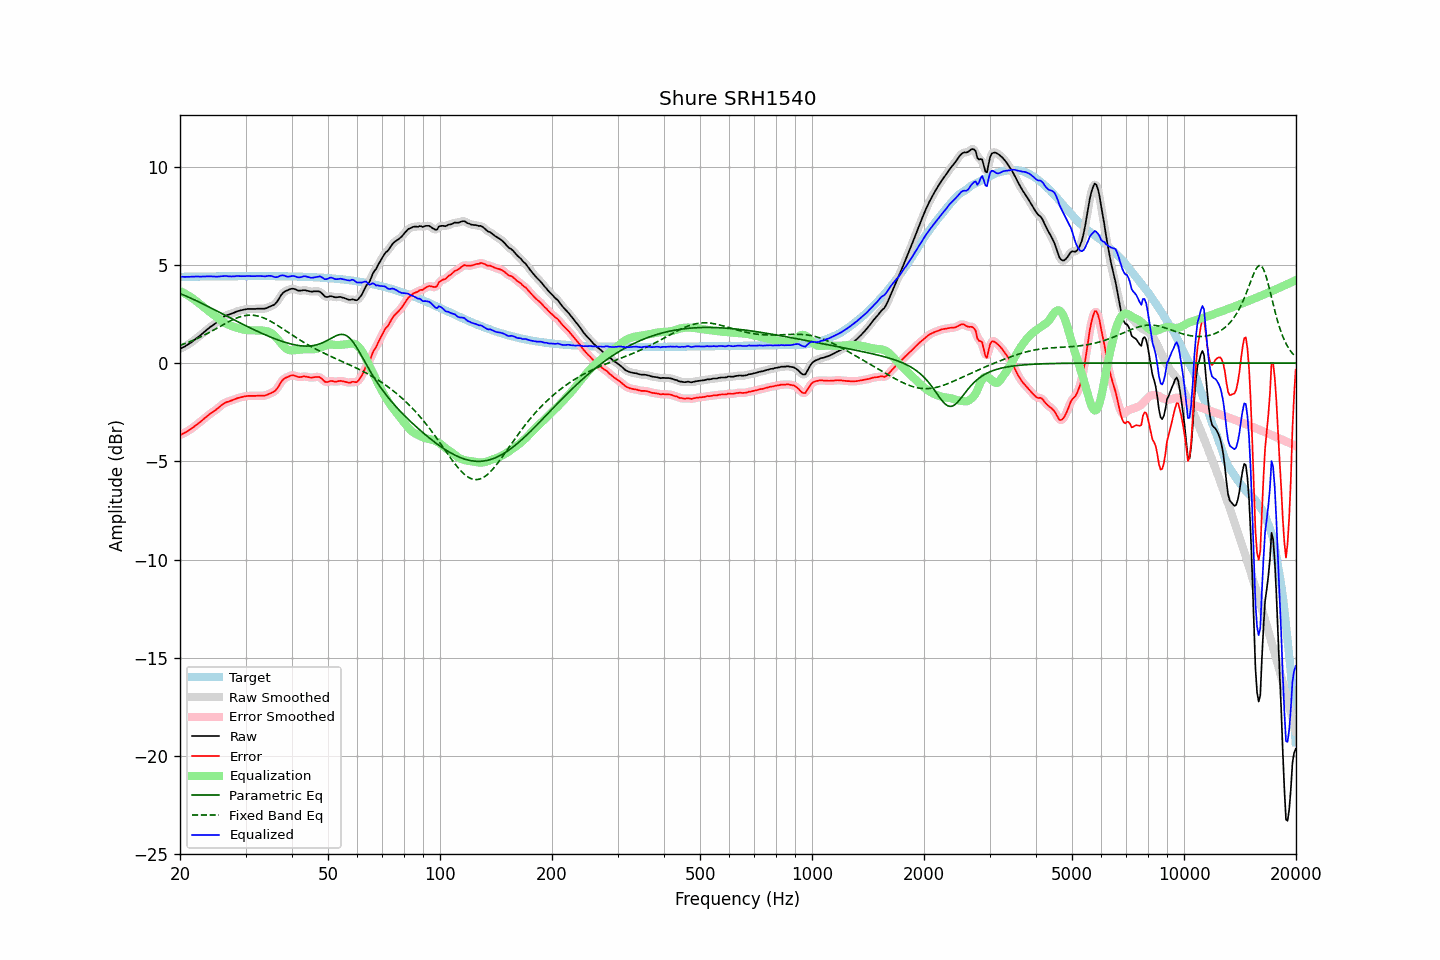 Shure SRH1540
Amplitude (dBr)
10
5
0
−5
−10
−15
−20
−25
Target
Raw Smoothed
Error Smoothed
Raw
Error
Equalization
Parametric Eq
Fixed Band Eq
Equalized
20 50 100 200 500 1000 2000 5000 10000 20000
Frequency (Hz)